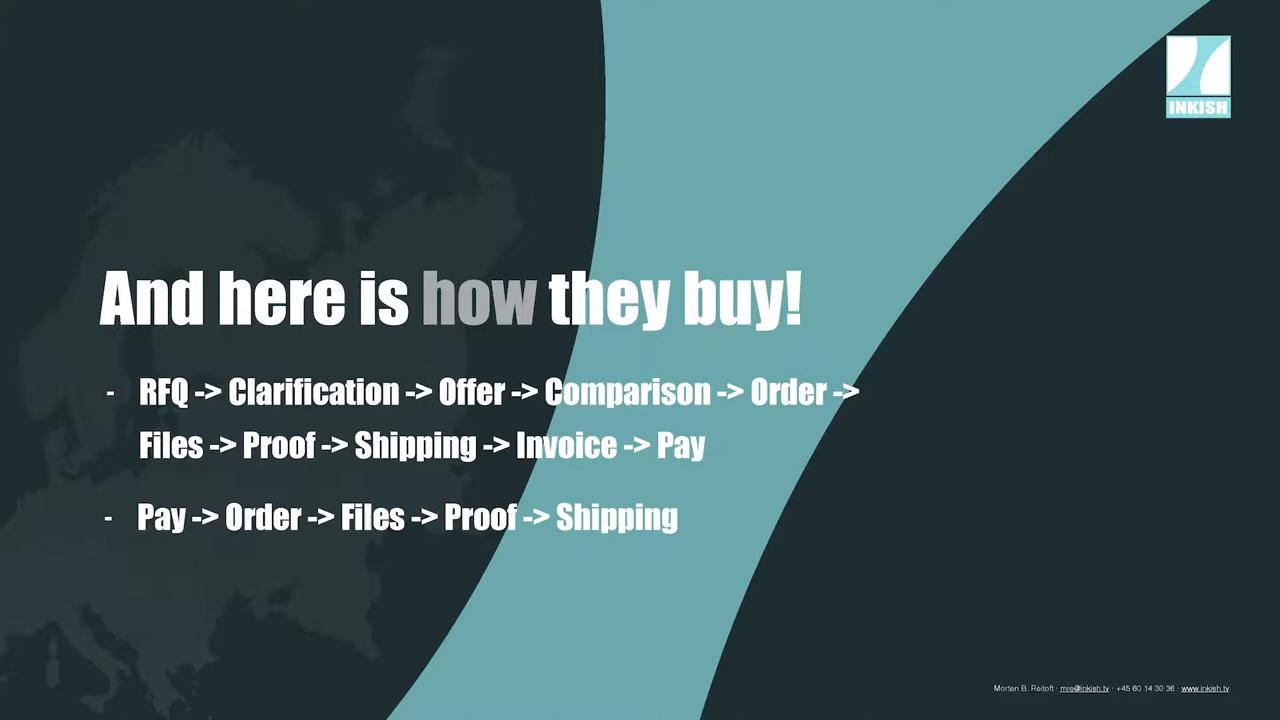 INKISH
And here is how they buy!
- RFQ -> Clarification -> Offer -> Comparison -> Order ->
Files -> Proof -> Shipping -> Invoice -> Pay
- Pay -> Order -> Files -> Proof -> Shipping
Morten B. Reitoft · mre@inkish.tv · +45 60 14 30 36 · www.inkish.tv